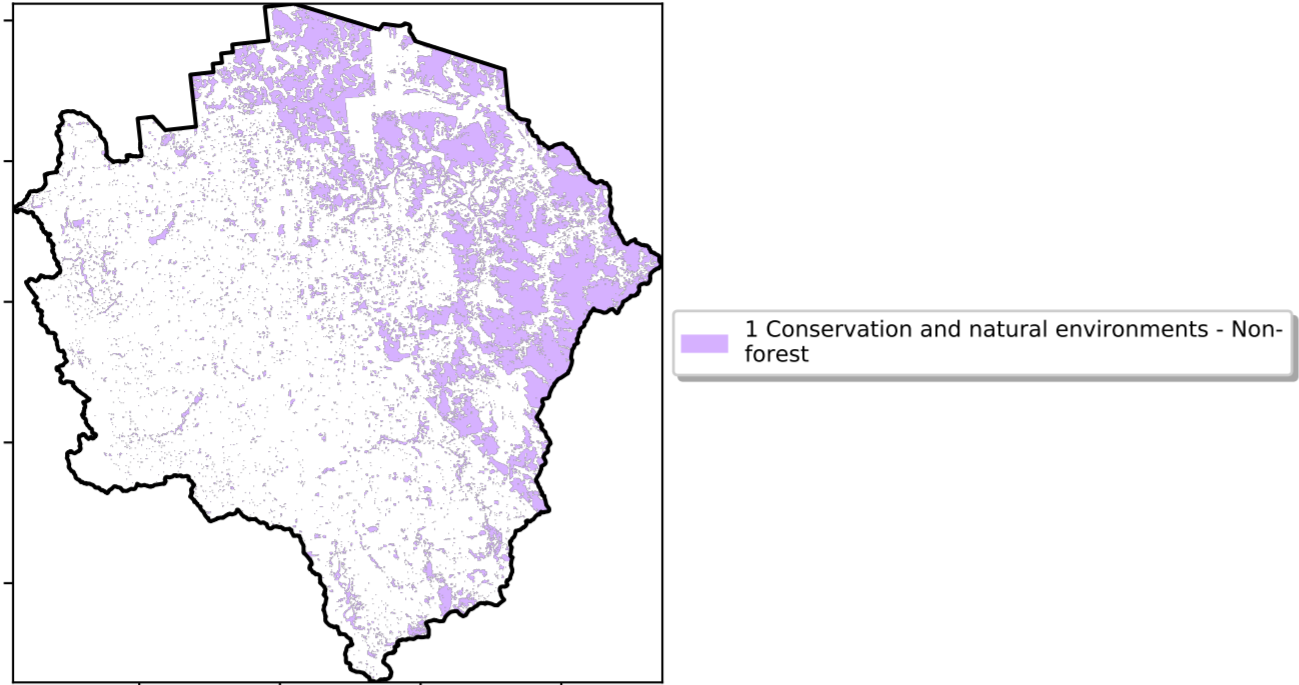 1 Conservation and natural environments - Non-
forest